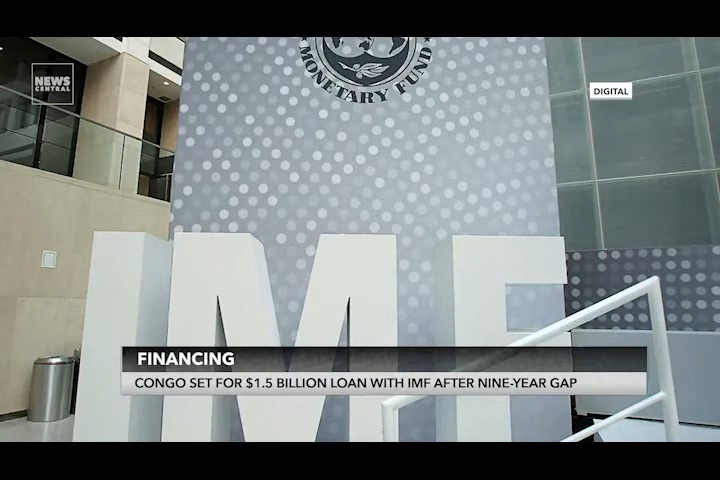 MONETARY FUND
NEWS
CENTRAL
DIGITAL
IMF
FINANCING
CONGO SET FOR $1.5 BILLION LOAN WITH IMF AFTER NINE-YEAR GAP